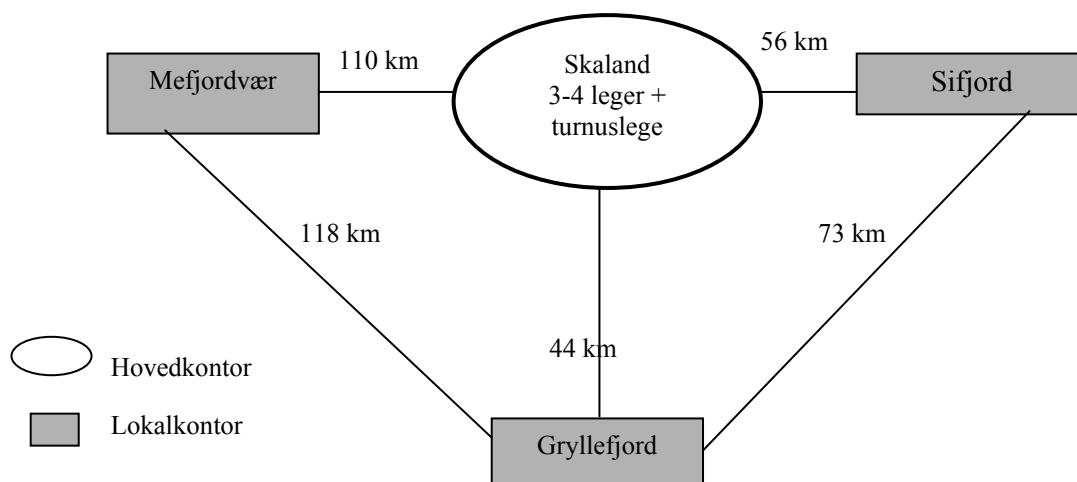 110 km
56 km
Mefjordvær
Skaland
3-4 leger +
turnuslege
Sifjord
118 km
73 km
44 km
Hovedkontor
Lokalkontor
Gryllefjord